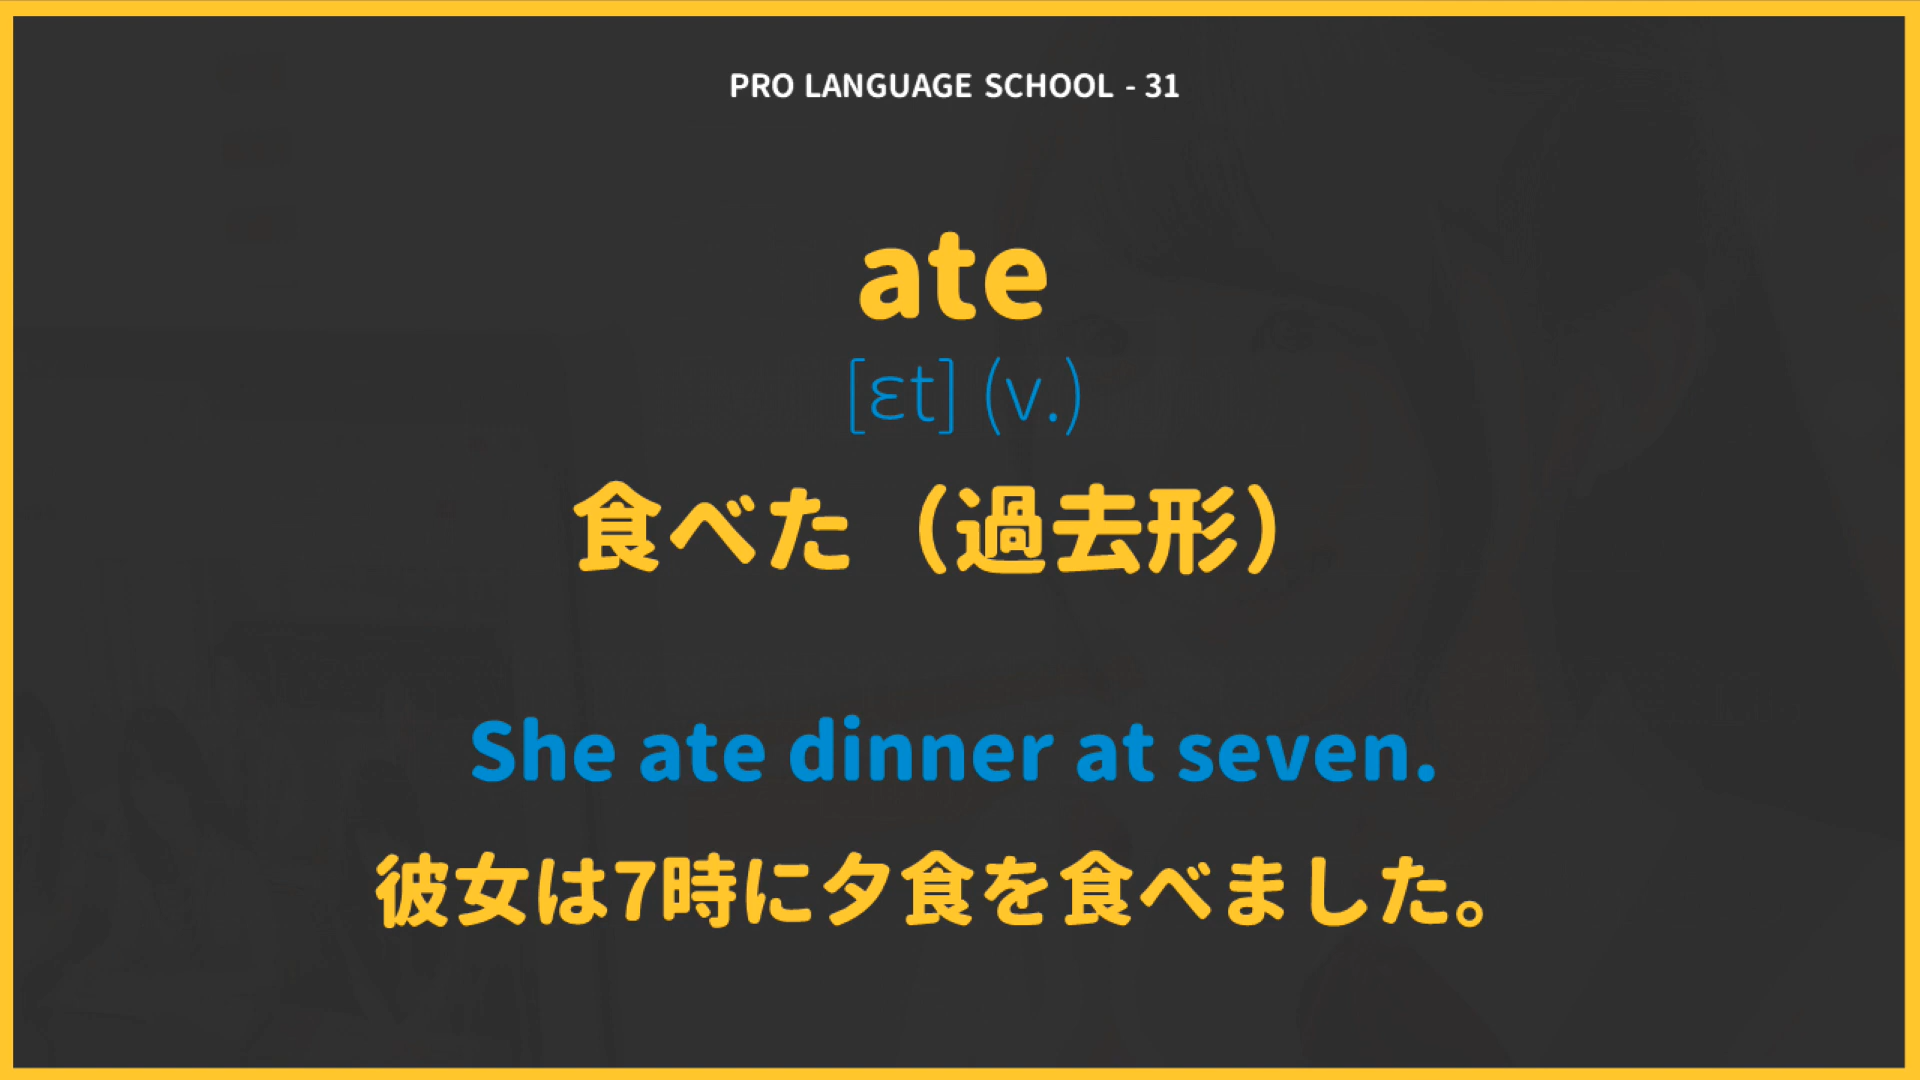 PRO LANGUAGE SCHOOL - 31
ate
[εt] (v.)
食べた（過去形）
She ate dinner at seven.
彼女は7時に夕食を食べました。